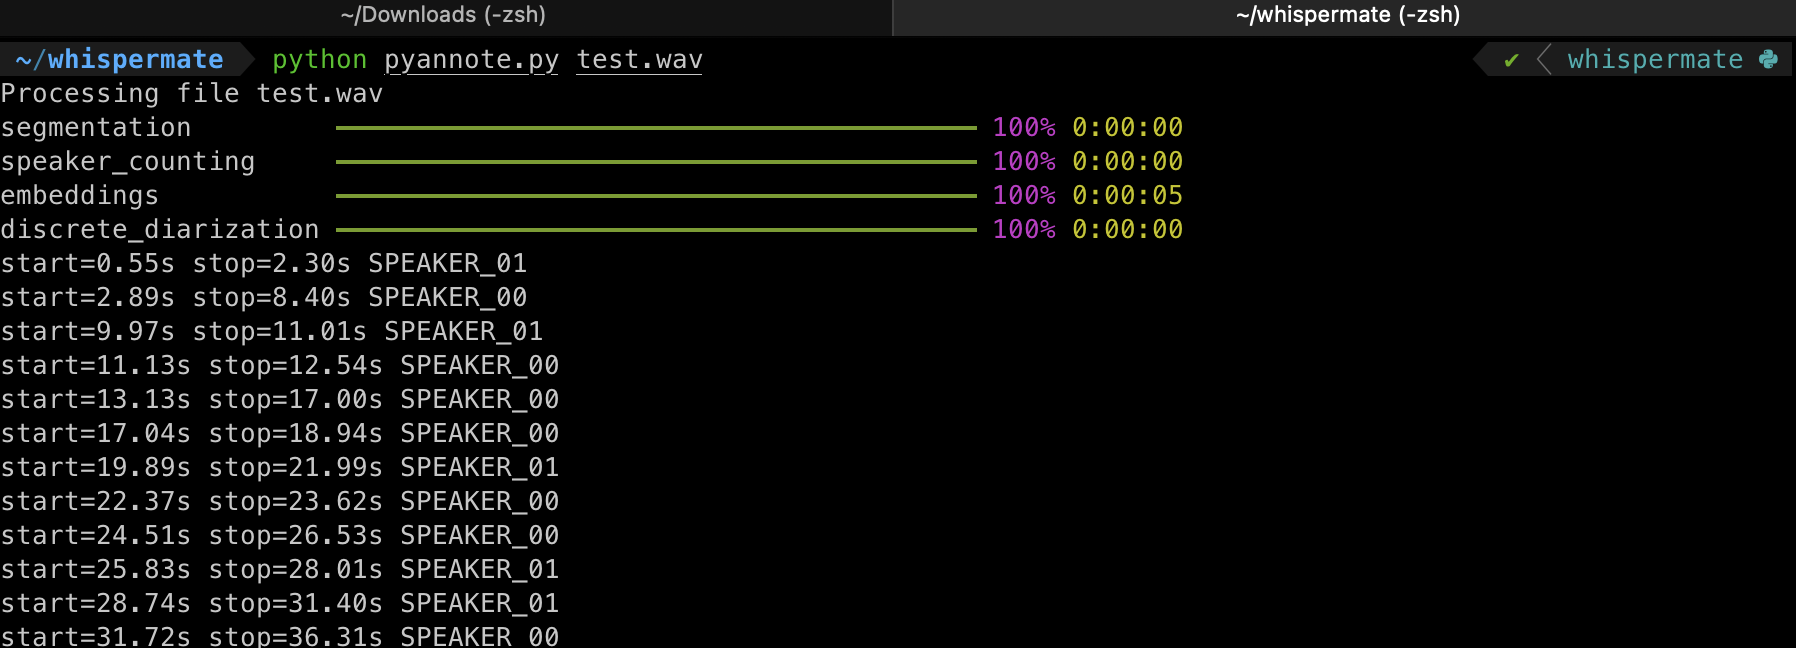 ~/Downloads (-zsh) ~/whispermate (-zsh)
~/whispermate python pyannote.py test.wav ✔ whispermate
Processing file test.wav
segmentation 100% 0:00:00
speaker_counting 100% 0:00:00
embeddings 100% 0:00:05
discrete_diarization 100% 0:00:00
start=0.55s stop=2.30s SPEAKER_01
start=2.89s stop=8.40s SPEAKER_00
start=9.97s stop=11.01s SPEAKER_01
start=11.13s stop=12.54s SPEAKER_00
start=13.13s stop=17.00s SPEAKER_00
start=17.04s stop=18.94s SPEAKER_00
start=19.89s stop=21.99s SPEAKER_01
start=22.37s stop=23.62s SPEAKER_00
start=24.51s stop=26.53s SPEAKER_00
start=25.83s stop=28.01s SPEAKER_01
start=28.74s stop=31.40s SPEAKER_01
start=31.72s stop=36.31s SPEAKER_00